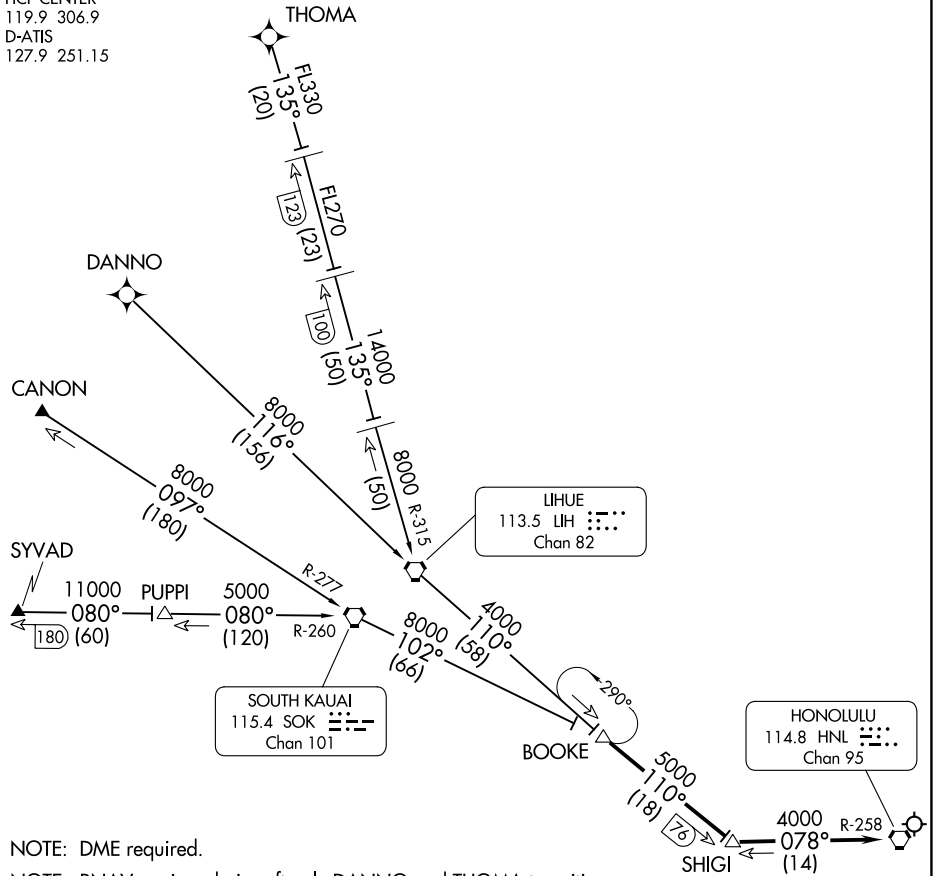 119.9 306.9
D-ATIS
127.9 251.15
THOMA
FL330
135°
(20)
123
FL270
(23)
100
14000
135°
(50)
(50)
8000
R-315
DANNO
8000
116°
(156)
CANON
8000
097°
(180)
R-277
LIHUE
113.5 LIH
Chan 82
SYVAD
11000
080°
180
(60)
PUPPI
5000
080°
(120)
R-260
SOUTH KAUAI
115.4 SOK
Chan 101
8000
102°
(66)
4000
110°
(58)
290°
BOOKE
5000
110°
(18)
76
SHIGI
4000
078°
(14)
R-258
HONOLULU
114.8 HNL
Chan 95
NOTE: DME required.